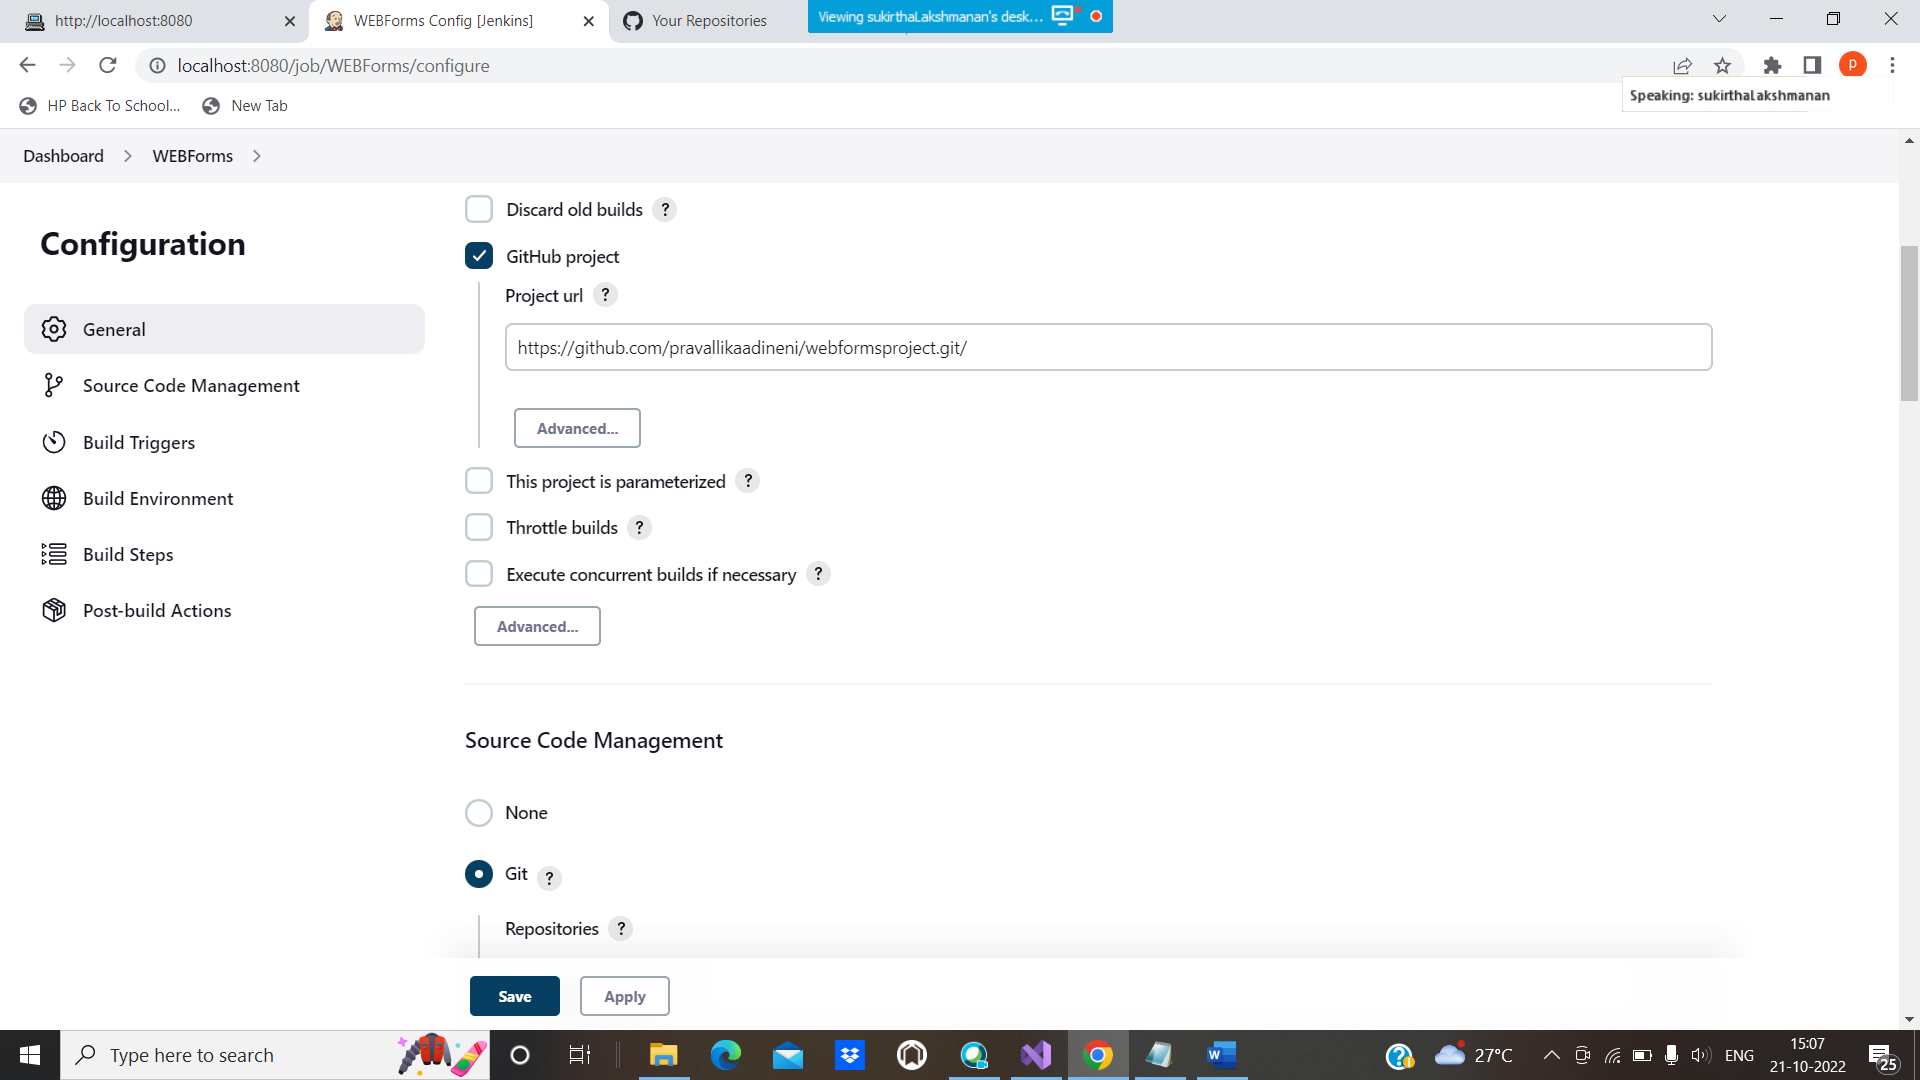 http://localhost:8080
WEBForms Config [Jenkins]
Your Repositories
Viewing sukirthaLakshmanan's desk...
localhost:8080/job/WEBForms/configure
P
Speaking: sukirthaLakshmanan
HP Back To School...
New Tab
Dashboard
WEBForms
Configuration
General
Source Code Management
Build Triggers
Build Environment
Build Steps
Post-build Actions
Discard old builds ?
GitHub project
Project url ?
https://github.com/pravallikaadineni/webformsproject.git/
Advanced...
This project is parameterized ?
Throttle builds ?
Execute concurrent builds if necessary ?
Advanced...
Source Code Management
None
Git ?
Repositories ?
Save
Apply
Type here to search
W
?
27°C
ENG
15:07
21-10-2022
25